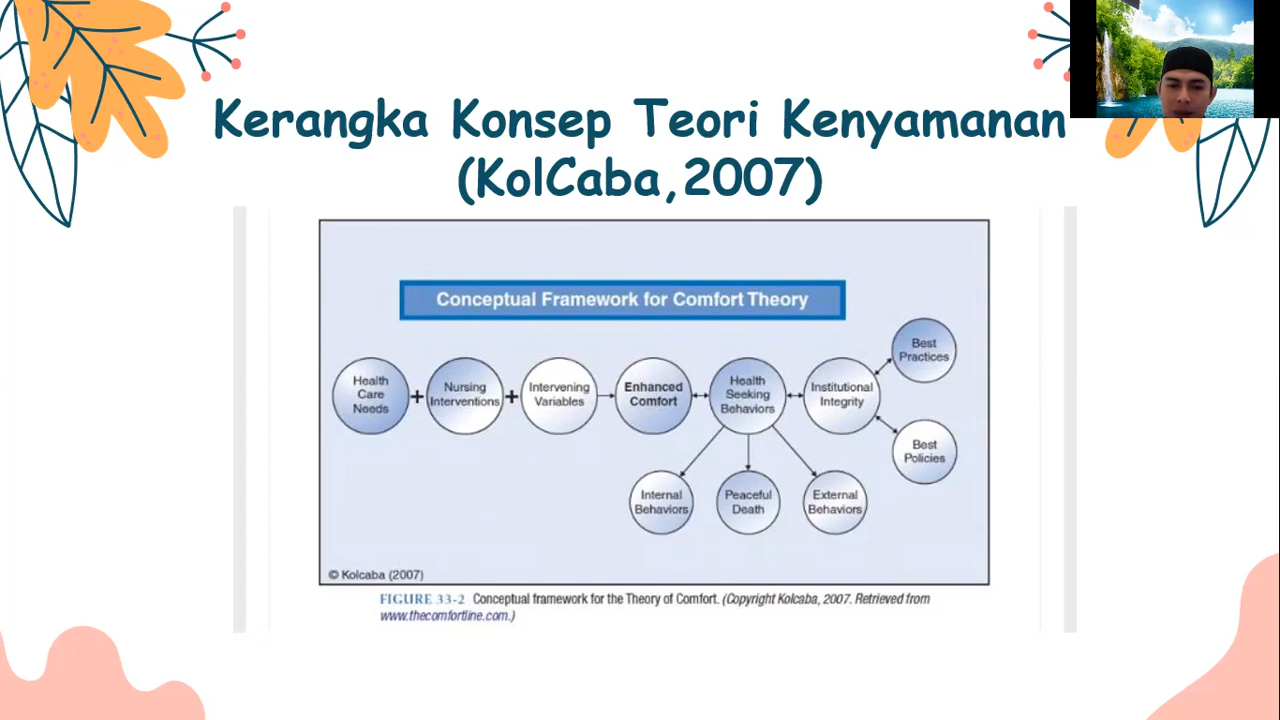 Kerangka Konsep Teori Kenyamanan
(KolCaba,2007)
Conceptual Framework for Comfort Theory
Health
Care
Needs
+
Nursing
Interventions
+
Intervening
Variables
Enhanced
Comfort
Health
Seeking
Behaviors
Institutional
Integrity
Best
Practices
Best
Policies
Internal
Behaviors
Peaceful
Death
External
Behaviors
© Kolcaba (2007)
FIGURE 33-2 Conceptual framework for the Theory of Comfort. (Copyright Kolcaba, 2007. Retrieved from
www.thecomfortline.com.)